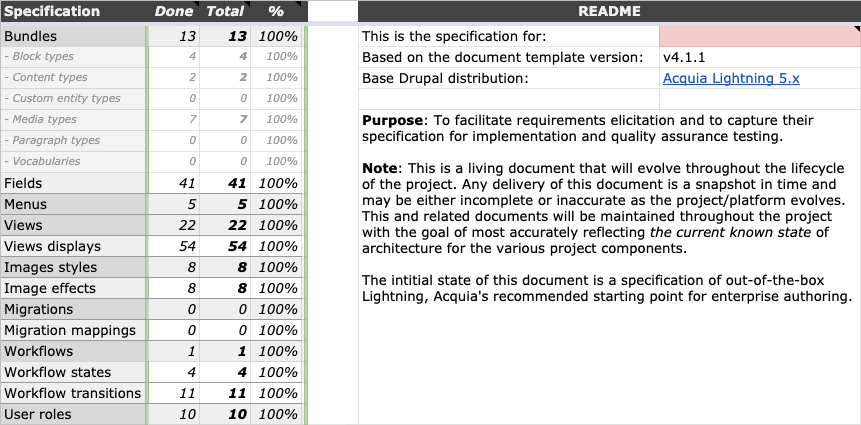 Specification Done Total % README
Bundles 13 13 100% This is the specification for:
- Block types 4 4 100% Based on the document template version: v4.1.1
- Content types 2 2 100% Base Drupal distribution: Acquia Lightning 5.x
- Custom entity types 0 0 100%
- Media types 7 7 100%
- Paragraph types 0 0 100%
- Vocabularies 0 0 100%
Fields 41 41 100%
Menus 5 5 100%
Views 22 22 100%
Views displays 54 54 100%
Images styles 8 8 100%
Image effects 8 8 100%
Migrations 0 0 100%
Migration mappings 0 0 100%
Workflows 1 1 100%
Workflow states 4 4 100%
Workflow transitions 11 11 100%
User roles 10 10 100%
Purpose: To facilitate requirements elicitation and to capture their
specification for implementation and quality assurance testing.
Note: This is a living document that will evolve throughout the lifecycle
of the project. Any delivery of this document is a snapshot in time and
may be either incomplete or inaccurate as the project/platform evolves.
This and related documents will be maintained throughout the project
with the goal of most accurately reflecting the current known state of
architecture for the various project components.
The intitial state of this document is a specification of out-of-the-box
Lightning, Acquia's recommended starting point for enterprise authoring.